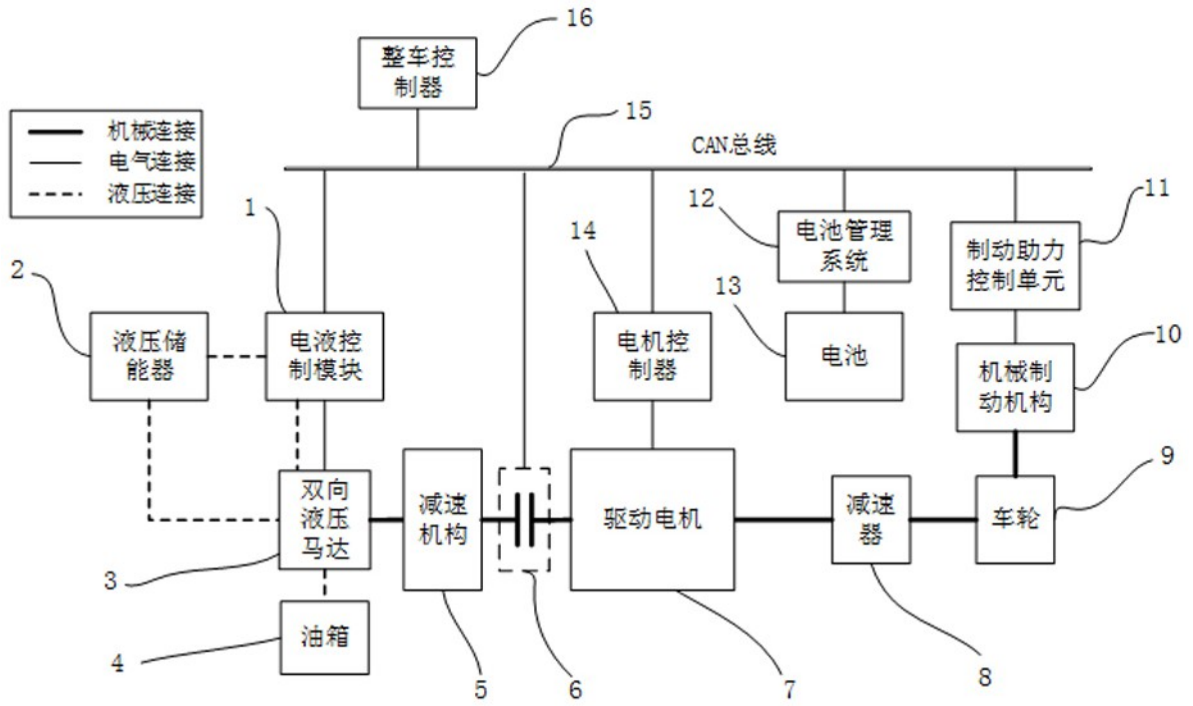 16
整车控
制器
15
CAN总线
机械连接
电气连接
液压连接
1
12
11
14
电池管理
系统
制动助力
控制单元
2
13
液压储
能器
电液控
制模块
电机控
制器
电池
10
机械制
动机构
9
双向
液压
马达
减速
机构
驱动电机
减速
器
车轮
3
油箱
4
5
6
7
8